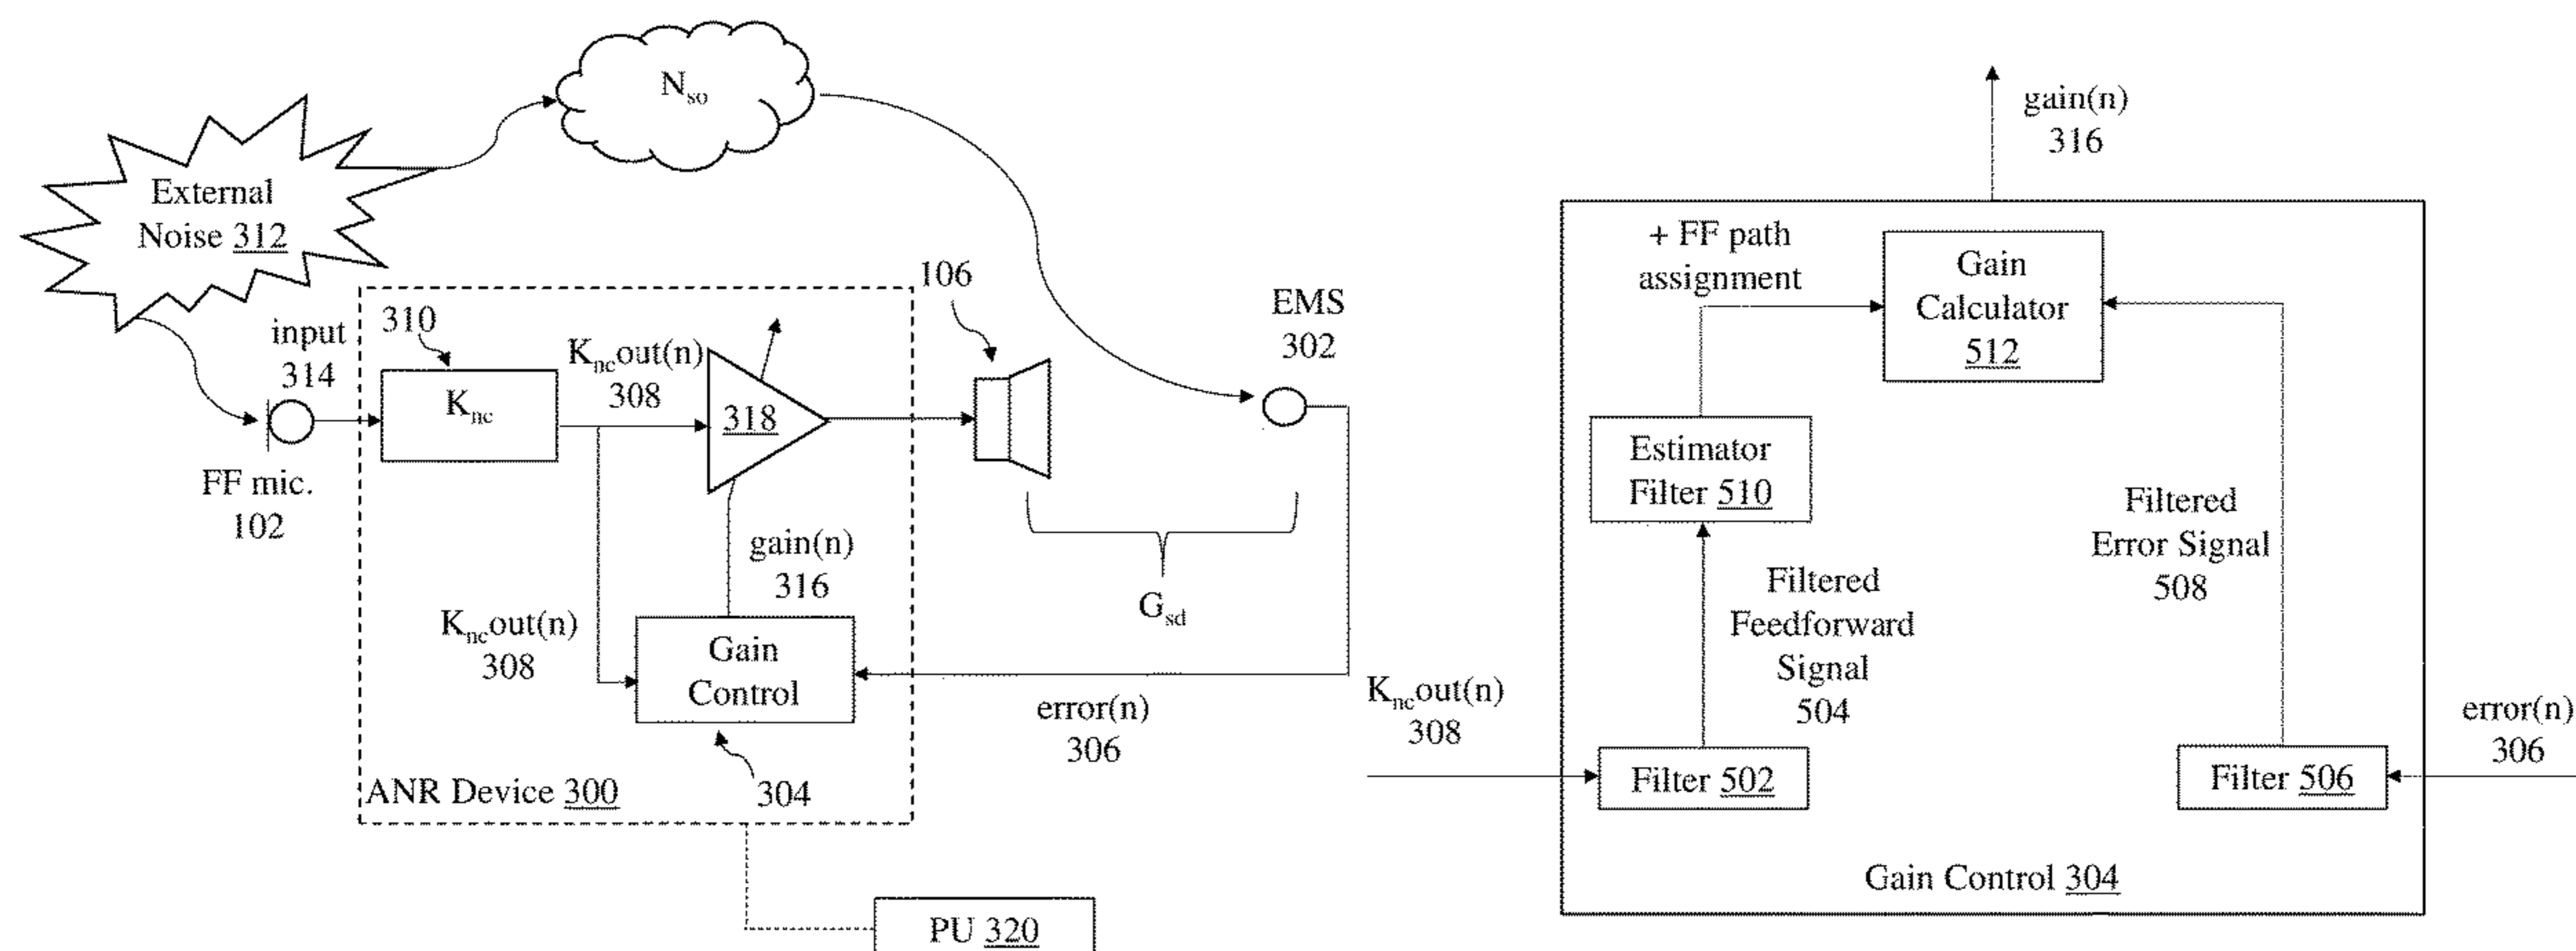 N_so
External
Noise 312
input
314
310
FF mic.
102
K_nc
K_ncout(n)
308
318
106
EMS
302
gain(n)
316
K_ncout(n)
308
Gain
Control
G_sd
error(n)
306
ANR Device 300
304
PU 320
gain(n)
316
+ FF path
assignment
Gain
Calculator
512
Estimator
Filter 510
Filtered
Error Signal
508
Filtered
Feedforward
Signal
504
K_ncout(n)
308
error(n)
306
Filter 502
Filter 506
Gain Control 304